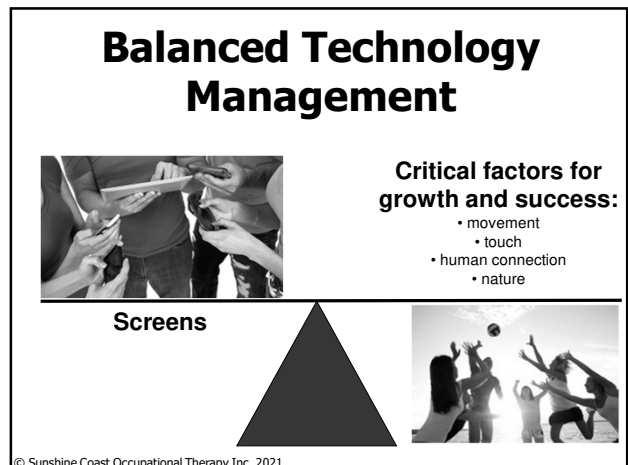 Balanced Technology
Management
Critical factors for
growth and success:
• movement
• touch
• human connection
• nature
Screens
© Sunshine Coast Occupational Therapy Inc. 2021